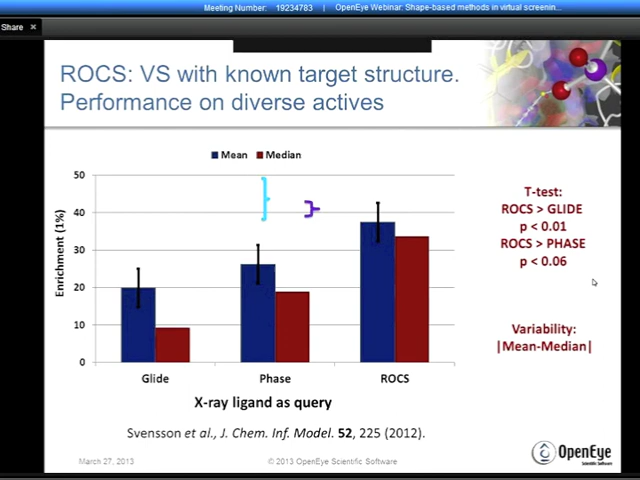 Meeting Number: 19234783 | OpenEye Webinar: Shape-based methods in virtual screenin...
Share ×
ROCS: VS with known target structure.
Performance on diverse actives
Mean Median
Enrichment (1%)
50
40
30
20
10
0
Glide Phase ROCS
X-ray ligand as query
T-test:
ROCS > GLIDE
p < 0.01
ROCS > PHASE
p < 0.06
Variability:
|Mean-Median|
Svensson et al., J. Chem. Inf. Model. 52, 225 (2012).
March 27, 2013 © 2013 OpenEye Scientific Software
OpenEye
Scientific Software